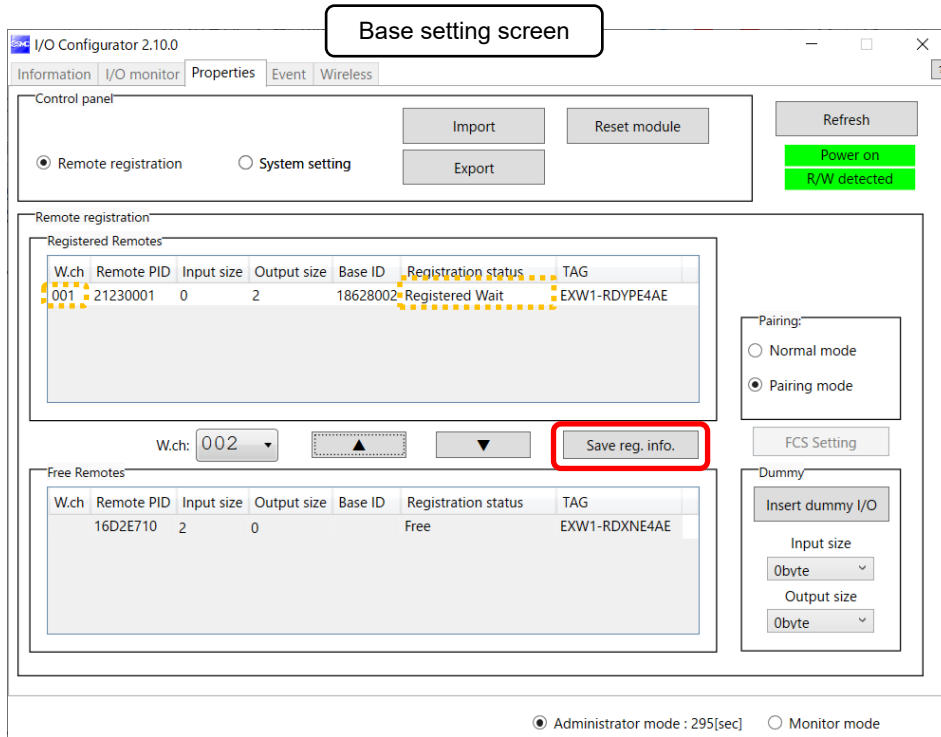 Base setting screen
SMC I/O Configurator 2.10.0
Information I/O monitor Properties Event Wireless
?
Control panel
Import Reset module Refresh
Remote registration System setting Export
Power on
R/W detected
Remote registration
Registered Remotes
W.ch Remote PID Input size Output size Base ID Registration status TAG
001 21230001 0 2 18628002 Registered Wait EXW1-RDYPE4AE
Pairing:
Normal mode
Pairing mode
W.ch: 002 ▲ ▼ Save reg. info. FCS Setting
Free Remotes
W.ch Remote PID Input size Output size Base ID Registration status TAG
16D2E710 2 0 Free EXW1-RDXNE4AE
Dummy
Insert dummy I/O
Input size
0byte
Output size
0byte
Administrator mode : 295[sec] Monitor mode